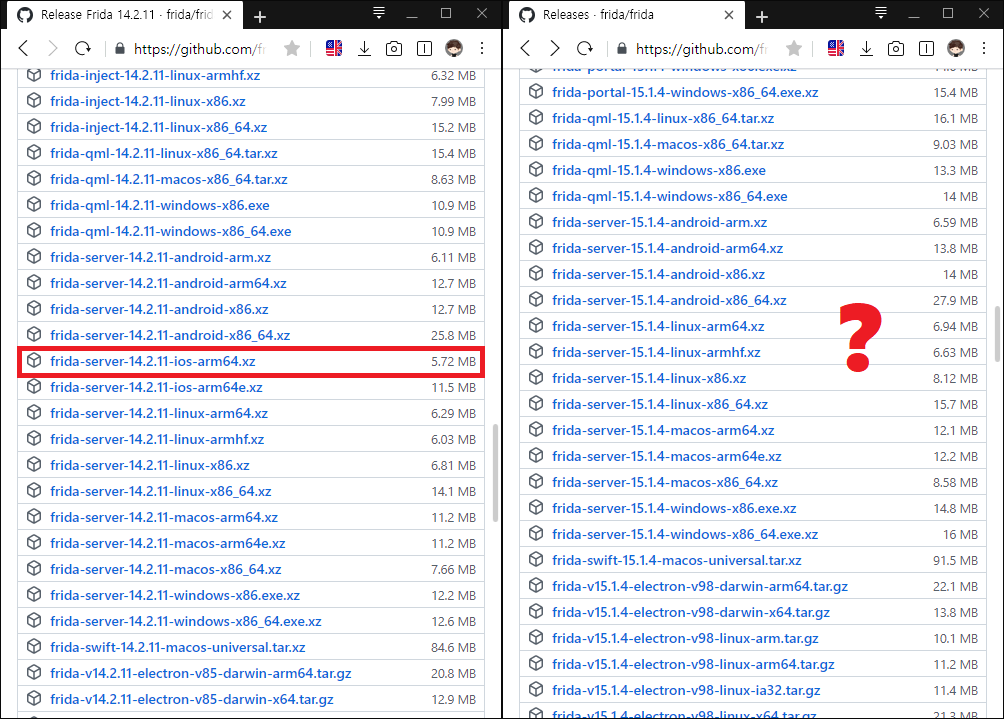 Release Frida 14.2.11 · frida/frid
https://github.com/fr
frida-inject-14.2.11-linux-armhf.xz 6.32 MB
frida-inject-14.2.11-linux-x86.xz 7.99 MB
frida-inject-14.2.11-linux-x86_64.xz 15.2 MB
frida-qml-14.2.11-linux-x86_64.tar.xz 15.4 MB
frida-qml-14.2.11-macos-x86_64.tar.xz 8.63 MB
frida-qml-14.2.11-windows-x86.exe 10.9 MB
frida-qml-14.2.11-windows-x86_64.exe 10.9 MB
frida-server-14.2.11-android-arm.xz 6.11 MB
frida-server-14.2.11-android-arm64.xz 12.7 MB
frida-server-14.2.11-android-x86.xz 12.7 MB
frida-server-14.2.11-android-x86_64.xz 25.8 MB
frida-server-14.2.11-ios-arm64.xz 5.72 MB
frida-server-14.2.11-ios-arm64e.xz 11.5 MB
frida-server-14.2.11-linux-arm64.xz 6.29 MB
frida-server-14.2.11-linux-armhf.xz 6.03 MB
frida-server-14.2.11-linux-x86.xz 6.81 MB
frida-server-14.2.11-linux-x86_64.xz 14.1 MB
frida-server-14.2.11-macos-arm64.xz 11.2 MB
frida-server-14.2.11-macos-arm64e.xz 11.2 MB
frida-server-14.2.11-macos-x86_64.xz 7.66 MB
frida-server-14.2.11-windows-x86.exe.xz 12.2 MB
frida-server-14.2.11-windows-x86_64.exe.xz 12.6 MB
frida-swift-14.2.11-macos-universal.tar.xz 84.6 MB
frida-v14.2.11-electron-v85-darwin-arm64.tar.gz 20.8 MB
frida-v14.2.11-electron-v85-darwin-x64.tar.gz 12.9 MB
Releases · frida/frida
https://github.com/f
frida-portal-15.1.4-windows-x86.exe.xz 14.6 MB
frida-portal-15.1.4-windows-x86_64.exe.xz 15.4 MB
frida-qml-15.1.4-linux-x86_64.tar.xz 16.1 MB
frida-qml-15.1.4-macos-x86_64.tar.xz 9.03 MB
frida-qml-15.1.4-windows-x86.exe 13.3 MB
frida-qml-15.1.4-windows-x86_64.exe 14 MB
frida-server-15.1.4-android-arm.xz 6.59 MB
frida-server-15.1.4-android-arm64.xz 13.8 MB
frida-server-15.1.4-android-x86.xz 14 MB
frida-server-15.1.4-android-x86_64.xz 27.9 MB
frida-server-15.1.4-linux-arm64.xz 6.94 MB
?
frida-server-15.1.4-linux-armhf.xz 6.63 MB
frida-server-15.1.4-linux-x86.xz 8.12 MB
frida-server-15.1.4-linux-x86_64.xz 15.7 MB
frida-server-15.1.4-macos-arm64.xz 12.1 MB
frida-server-15.1.4-macos-arm64e.xz 12.2 MB
frida-server-15.1.4-macos-x86_64.xz 8.58 MB
frida-server-15.1.4-windows-x86.exe.xz 14.8 MB
frida-server-15.1.4-windows-x86_64.exe.xz 16 MB
frida-swift-15.1.4-macos-universal.tar.xz 91.5 MB
frida-v15.1.4-electron-v98-darwin-arm64.tar.gz 22.1 MB
frida-v15.1.4-electron-v98-darwin-x64.tar.gz 13.8 MB
frida-v15.1.4-electron-v98-linux-arm.tar.gz 10.1 MB
frida-v15.1.4-electron-v98-linux-arm64.tar.gz 11.2 MB
frida-v15.1.4-electron-v98-linux-ia32.tar.gz 11.4 MB
frida-v15.1.4-electron-v98-linux-x64.tar.gz 21.3 MB